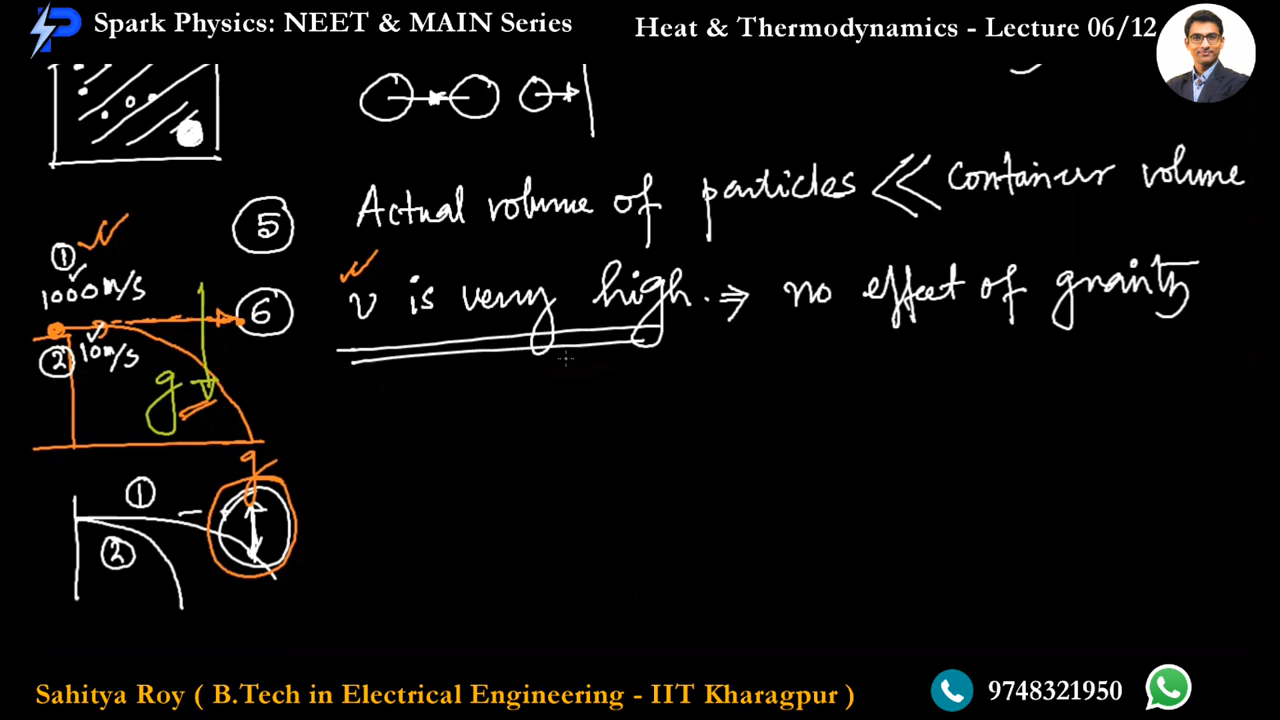 Spark Physics: NEET & MAIN Series
Heat & Thermodynamics - Lecture 06/12
5 Actual volume of particles << container volume
6 v is very high. ⇒ no effect of gravity
1
1000 m/s
2 10 m/s
g
g
1
2
Sahitya Roy ( B.Tech in Electrical Engineering - IIT Kharagpur )
9748321950